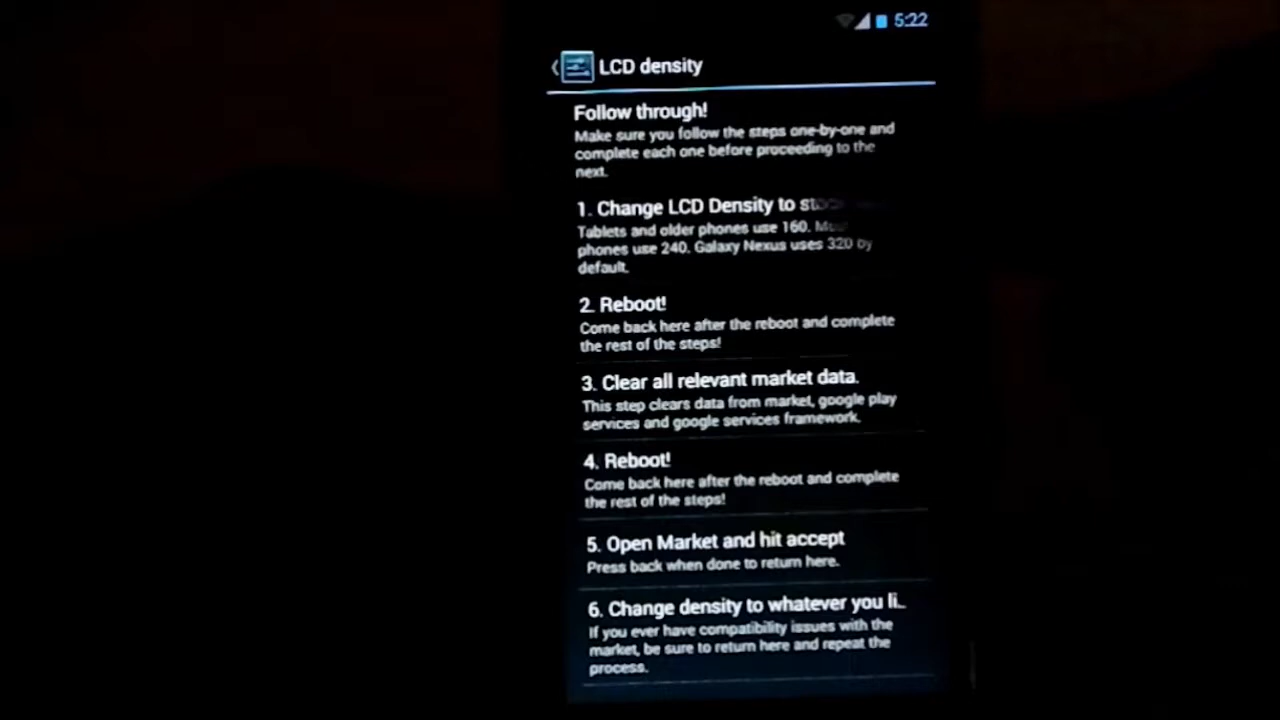 5:22
LCD density
Follow through!
Make sure you follow the steps one-by-one and
complete each one before proceeding to the
next.
1. Change LCD Density to
Tablets and older phones use 160.
phones use 240. Galaxy Nexus uses 320 by
default.
2. Reboot!
Come back here after the reboot and complete
the rest of the steps!
3. Clear all relevant market data.
This step clears data from market, google play
services and google services framework.
4. Reboot!
Come back here after the reboot and complete
the rest of the steps!
5. Open Market and hit accept
Press back when done to return here.
6. Change density to whatever you li..
If you ever have compatibility issues with the
market, be sure to return here and repeat the
process.